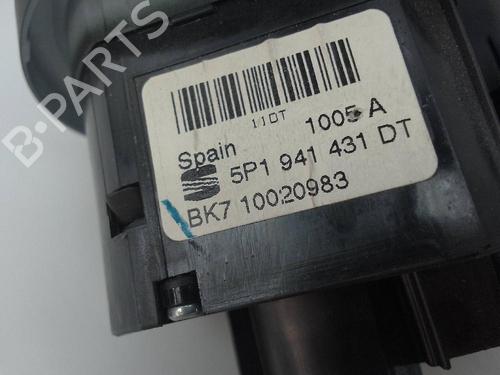 B-PARTS
11DT
1005 A
Spain
5P1 941 431 DT
BK7 10020983